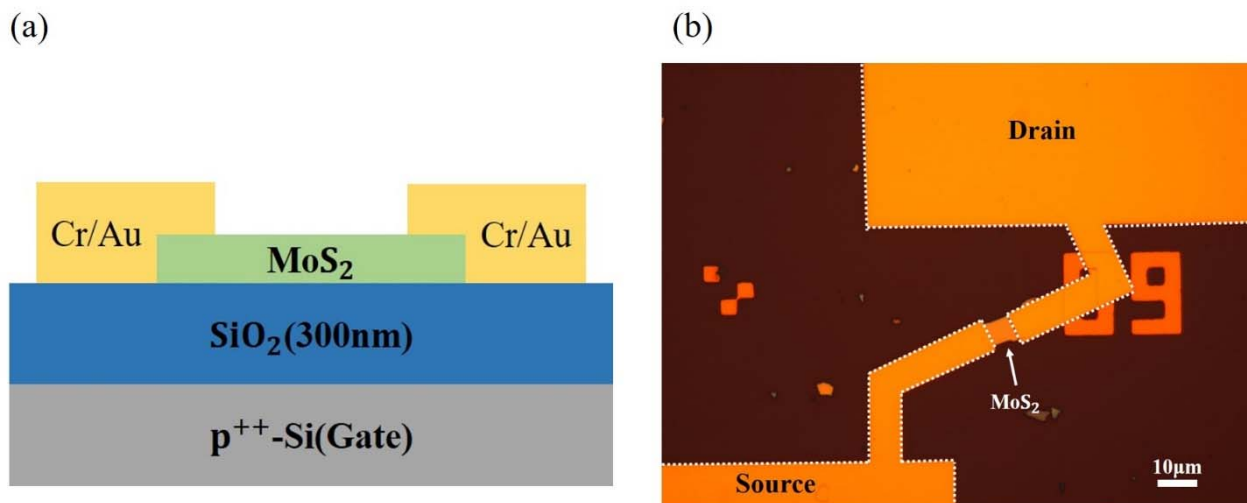 (a)
Cr/Au
Cr/Au
MoS₂
SiO₂(300nm)
p⁺⁺-Si(Gate)
(b)
Drain
09
MoS₂
10μm
Source